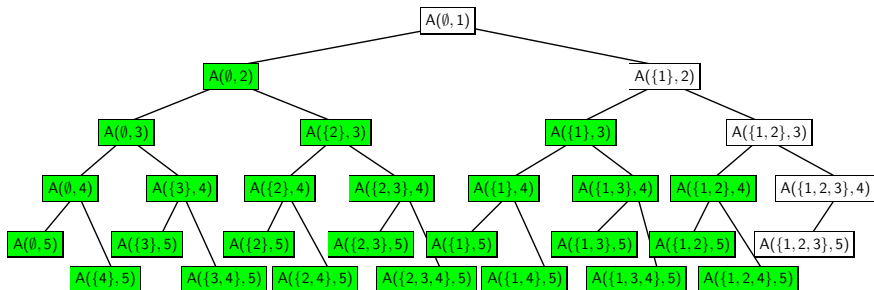 A(∅, 1)
A(∅, 2) A({1}, 2)
A(∅, 3) A({2}, 3) A({1}, 3) A({1, 2}, 3)
A(∅, 4) A({3}, 4) A({2}, 4) A({2, 3}, 4) A({1}, 4) A({1, 3}, 4) A({1, 2}, 4) A({1, 2, 3}, 4)
A(∅, 5) A({3}, 5) A({2}, 5) A({2, 3}, 5) A({1}, 5) A({1, 3}, 5) A({1, 2}, 5) A({1, 2, 3}, 5)
A({4}, 5) A({3, 4}, 5) A({2, 4}, 5) A({2, 3, 4}, 5) A({1, 4}, 5) A({1, 3, 4}, 5) A({1, 2, 4}, 5)